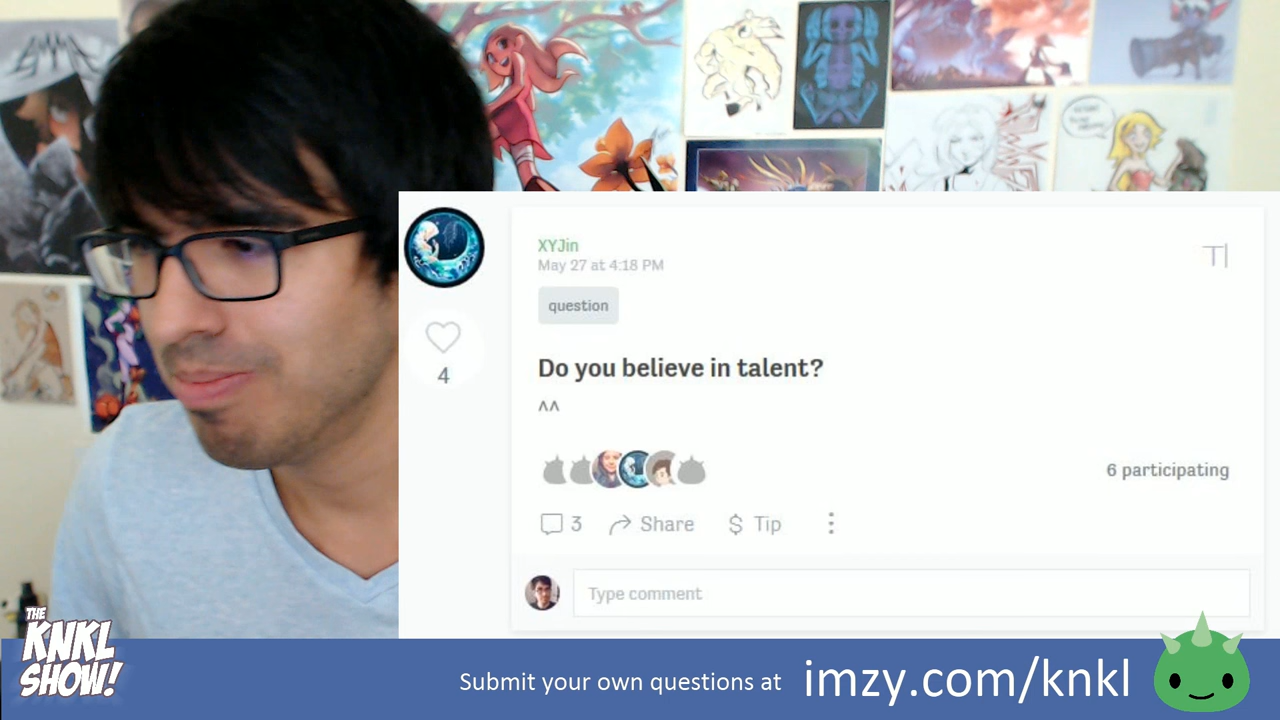 XYJin
May 27 at 4:18 PM
question
Do you believe in talent?
^^
4
6 participating
3
Share
$ Tip
Type comment
THE
KNKL
SHOW!
Submit your own questions at
imzy.com/knkl